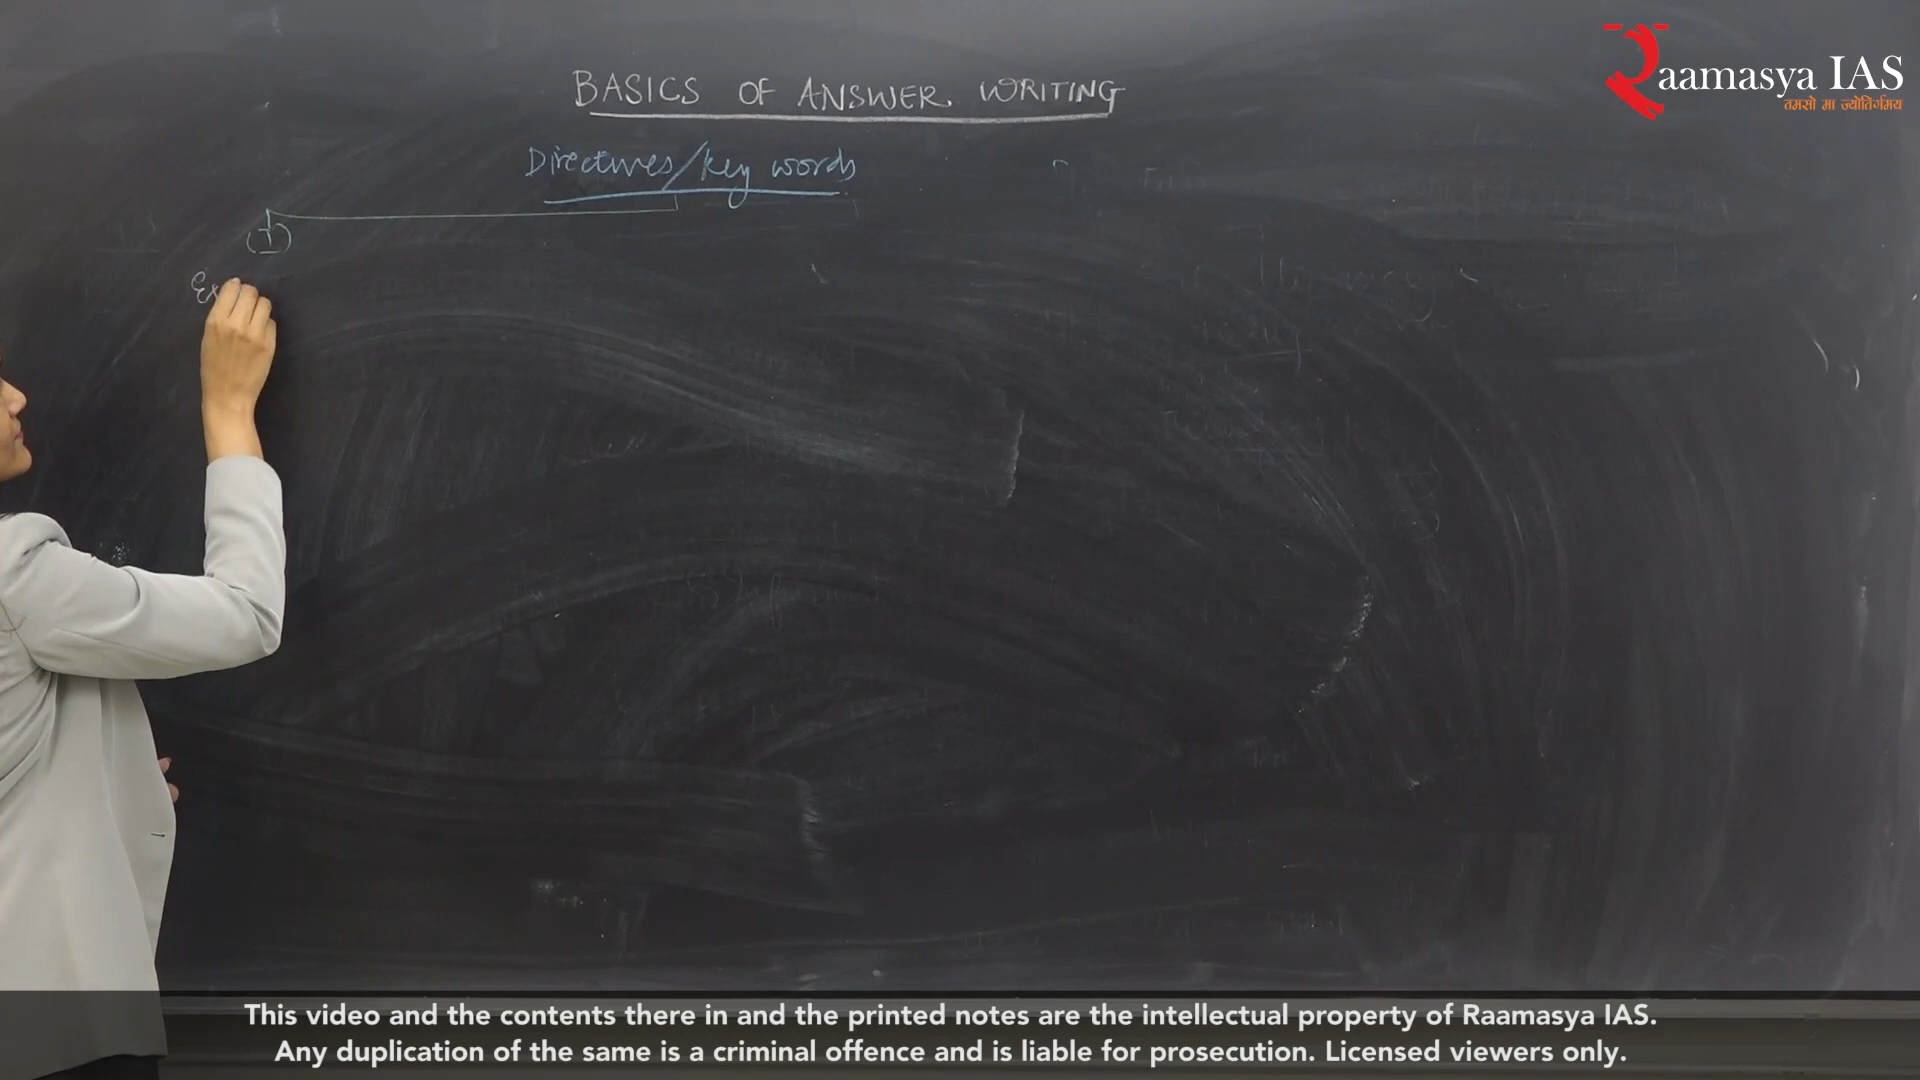 Raamasya IAS
तमसो मा ज्योतिर्गमय
BASICS OF ANSWER WRITING
Directives/key words
(I)
Ex
This video and the contents there in and the printed notes are the intellectual property of Raamasya IAS.
Any duplication of the same is a criminal offence and is liable for prosecution. Licensed viewers only.